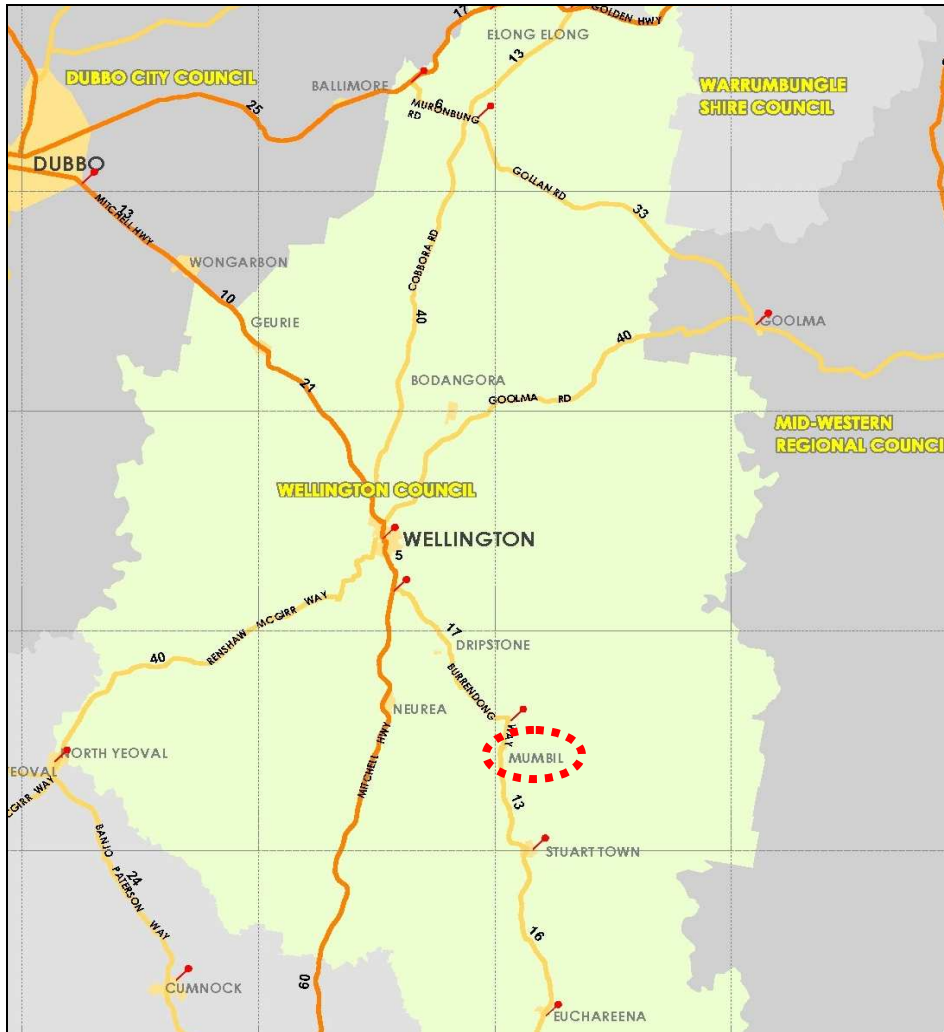 17
GOLDEN HWY
ELONG ELONG
13
DUBBO CITY COUNCIL
BALLIMORE
WARRUMBUNGLE
SHIRE COUNCIL
25
6
MURONBUNG
RD
DUBBO
GOLLAN RD
13
MITCHELL HWY
33
COBBORA RD
WONGARBON
10
GEURIE
40
GOOLMA
40
21
BODANGORA
GOOLMA RD
MID-WESTERN
REGIONAL COUNCIL
WELLINGTON COUNCIL
WELLINGTON
5
RENSHAW MCGIRR WAY
17
DRIPSTONE
40
BURRENDONG WAY
NEUREA
MITCHELL HWY
NORTH YEOVAL
MUMBIL
YEOVAL
MCGIRR WAY
13
BANJO PATERSON WAY
STUART TOWN
24
16
CUMNOCK
60
EUCHAREENA